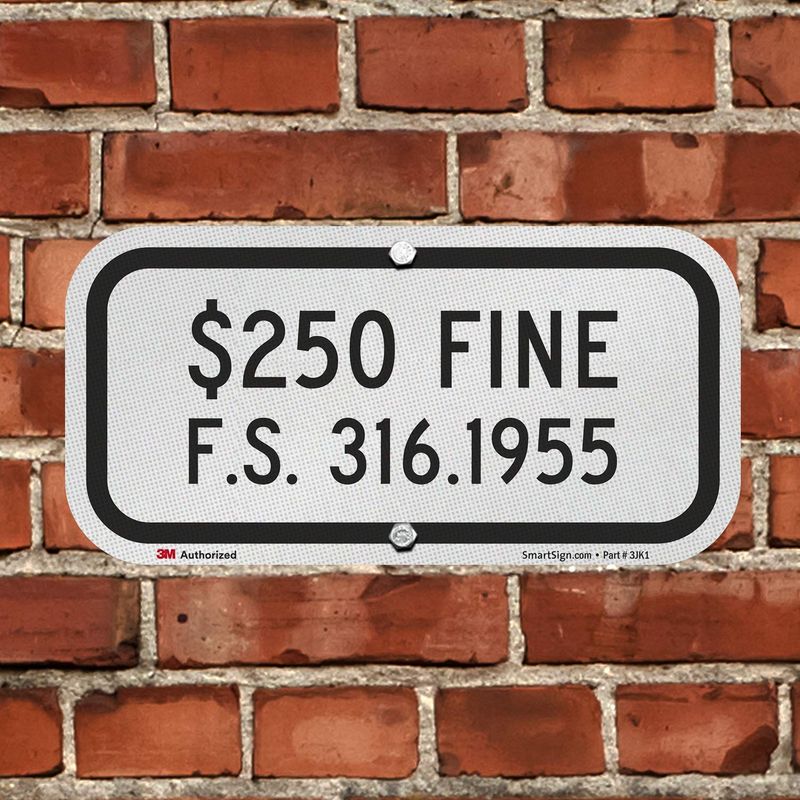 $250 FINE
F.S. 316.1955
3M Authorized
SmartSign.com • Part # 3JK1